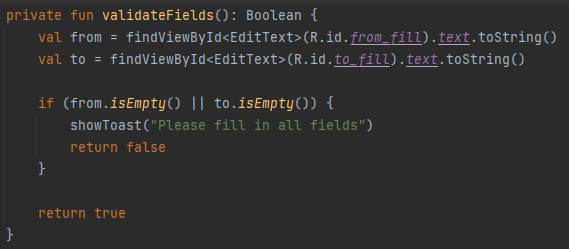 private fun validateFields(): Boolean {
    val from = findViewById<EditText>(R.id.from_fill).text.toString()
    val to = findViewById<EditText>(R.id.to_fill).text.toString()

    if (from.isEmpty() || to.isEmpty()) {
        showToast("Please fill in all fields")
        return false
    }

    return true
}